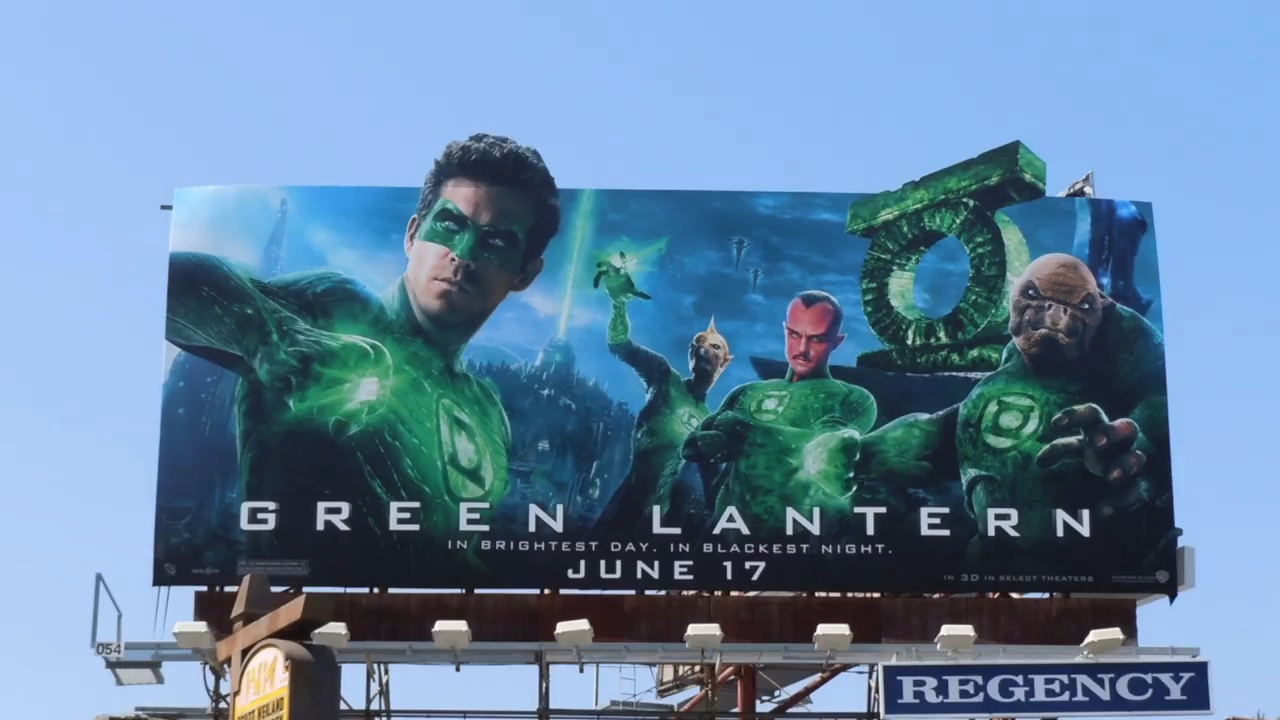 GREEN LANTERN
IN BRIGHTEST DAY. IN BLACKEST NIGHT.
JUNE 17
IN 3D IN SELECT THEATERS
054
REGENCY